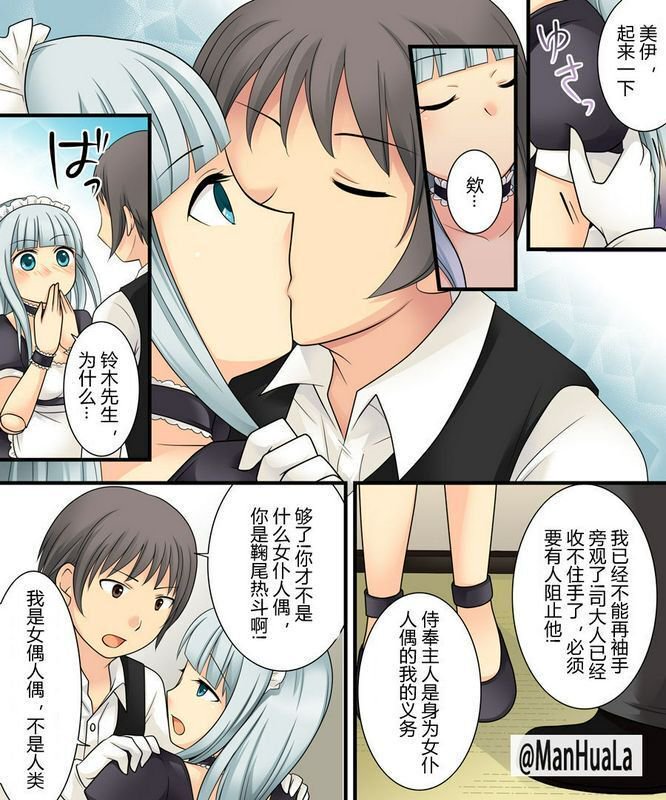 美伊，
起来一下
ゆさっ
欸…
ばっ
铃木先生，
为什么…
我已经不能再袖手
旁观了!司大人已经
收不住手了，必须
要有人阻止他!
侍奉主人是身为女仆
人偶的我的义务
够了!你才不是
什么女仆人偶，
你是鞠尾热斗啊!
我是女偶人偶，不是人类
@ManHuaLa